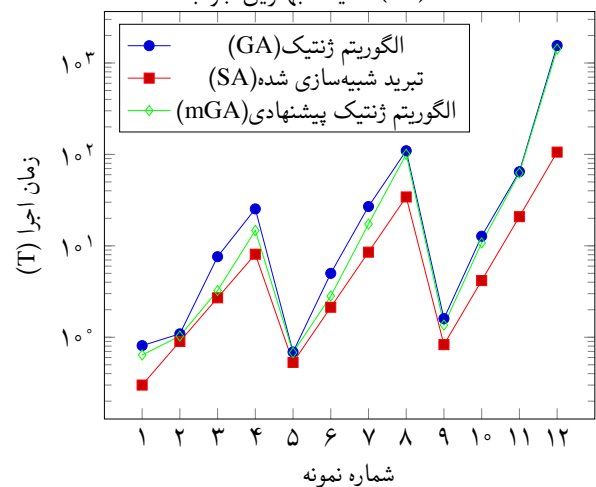 الگوریتم ژنتیک(GA)
تبرید شبیه‌سازی شده(SA)
الگوریتم ژنتیک پیشنهادی(mGA)
۱۰۳
۱۰۲
۱۰۱
۱۰۰
زمان اجرا (T)
۱ ۲ ۳ ۴ ۵ ۶ ۷ ۸ ۹ ۱۰ ۱۱ ۱۲
شماره نمونه